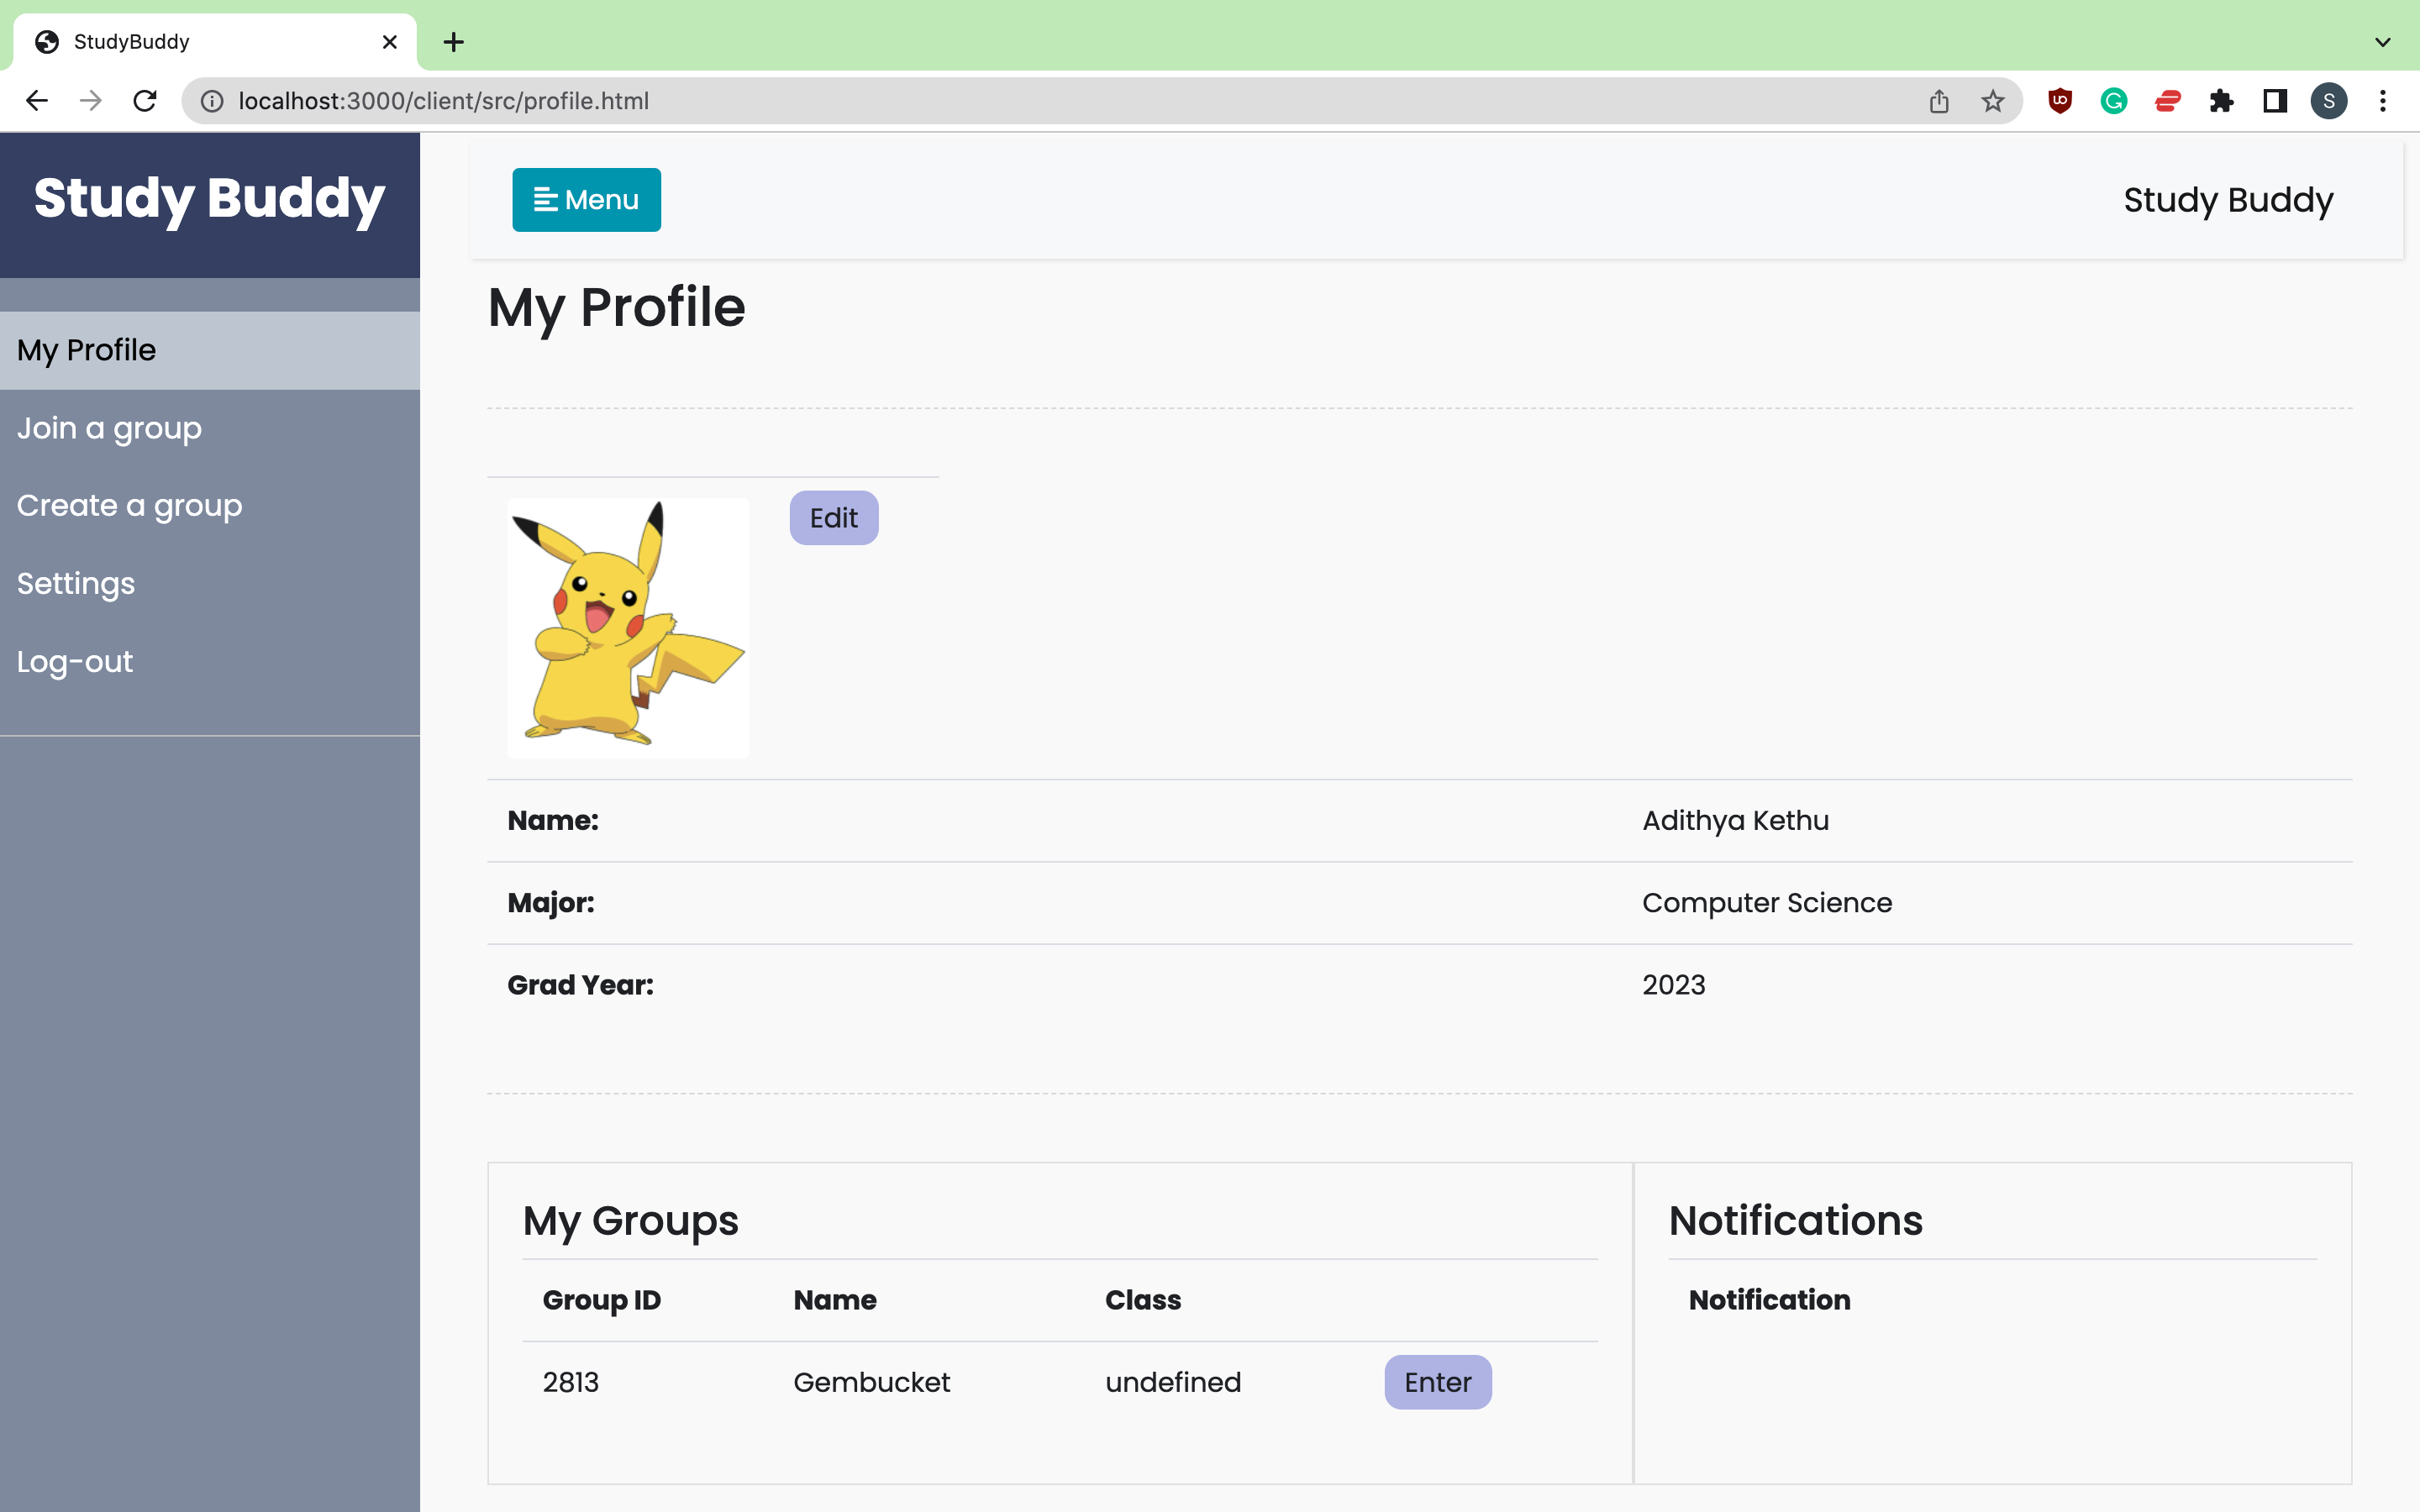 StudyBuddy
localhost:3000/client/src/profile.html
S
Study Buddy
My Profile
Join a group
Create a group
Settings
Log-out
Menu
Study Buddy
My Profile
Edit
Name: Adithya Kethu
Major: Computer Science
Grad Year: 2023
My Groups
Group ID Name Class
2813 Gembucket undefined Enter
Notifications
Notification